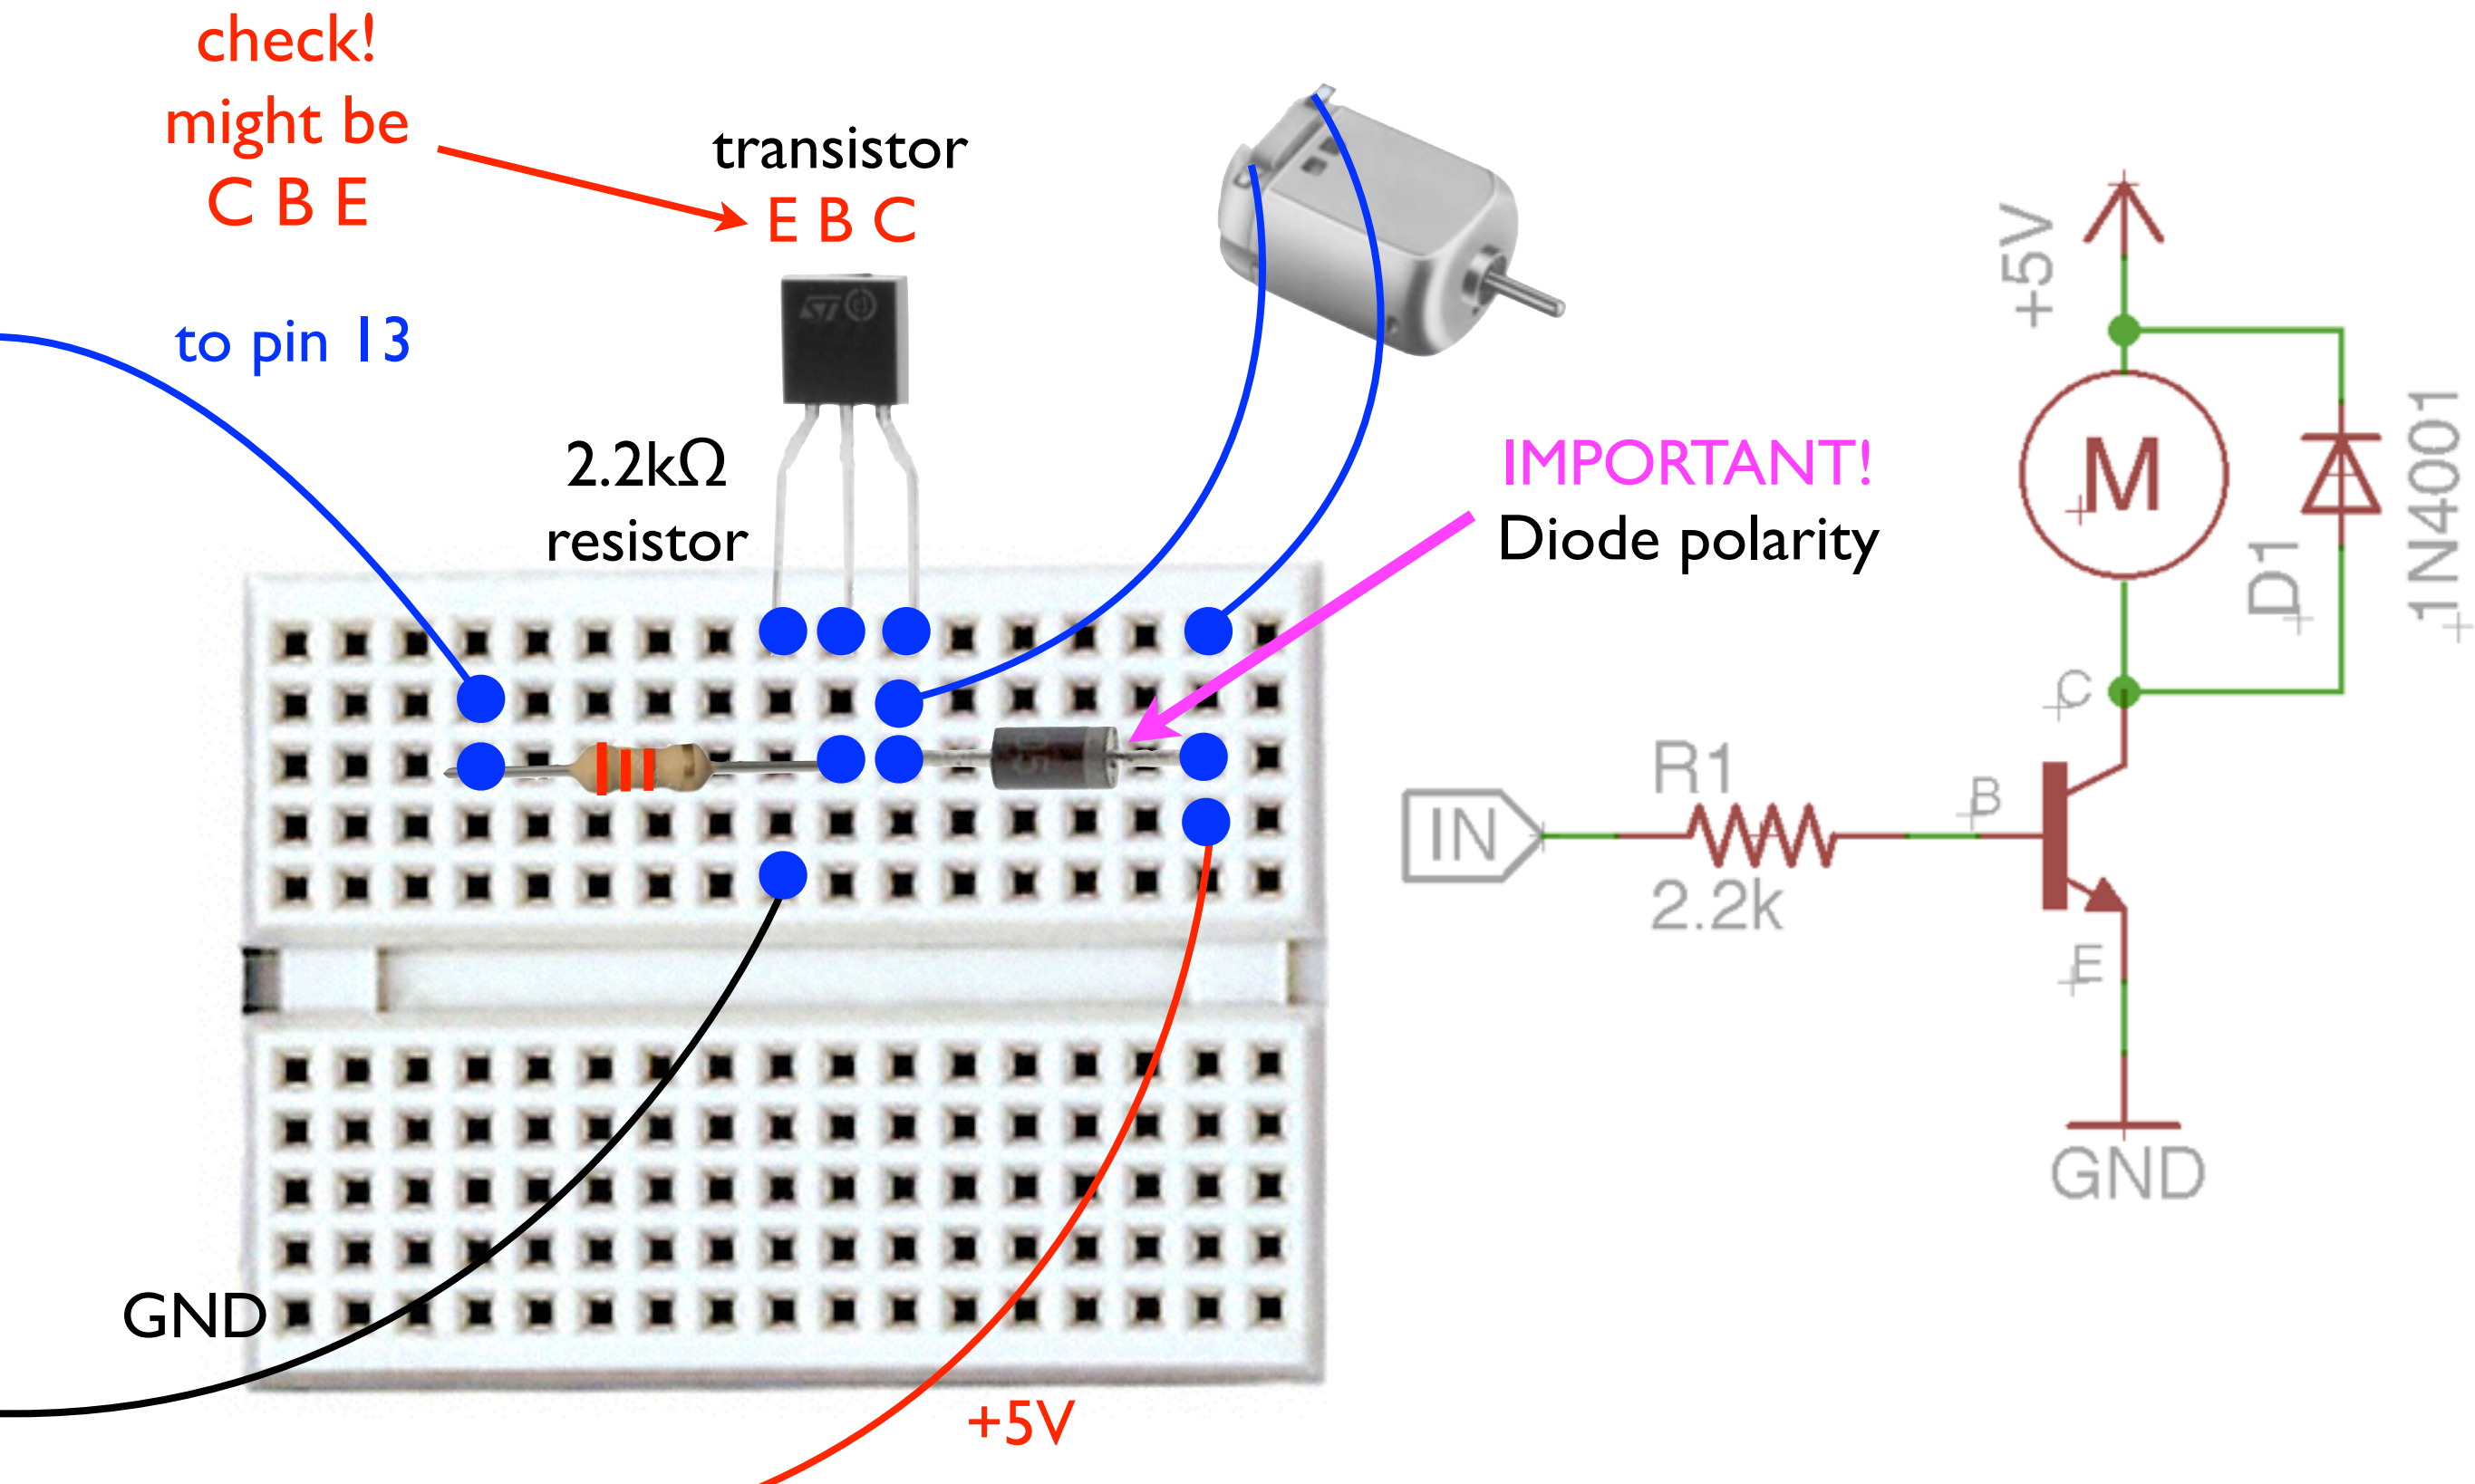 check!
might be
C B E
transistor
E B C
to pin 13
ST
2.2kΩ
resistor
IMPORTANT!
Diode polarity
GND
+5V
+5V
M
D1
1N4001
C
R1
B
IN
2.2k
E
GND